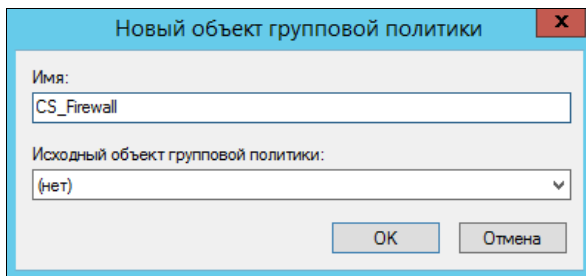 Новый объект групповой политики
x
Имя:
CS_Firewall
Исходный объект групповой политики:
(нет)
OK
Отмена